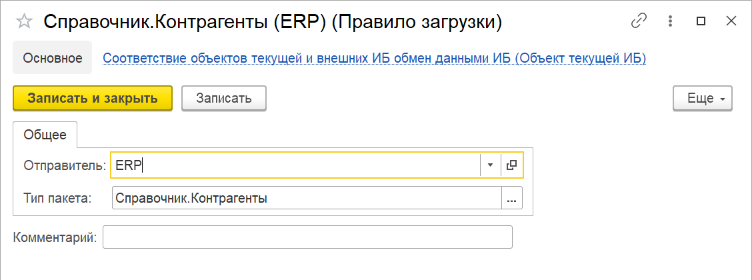 Справочник.Контрагенты (ERP) (Правило загрузки)
Основное Соответствие объектов текущей и внешних ИБ обмен данными ИБ (Объект текущей ИБ)
Записать и закрыть Записать Еще
Общее
Отправитель: ERP
Тип пакета: Справочник.Контрагенты ...
Комментарий: